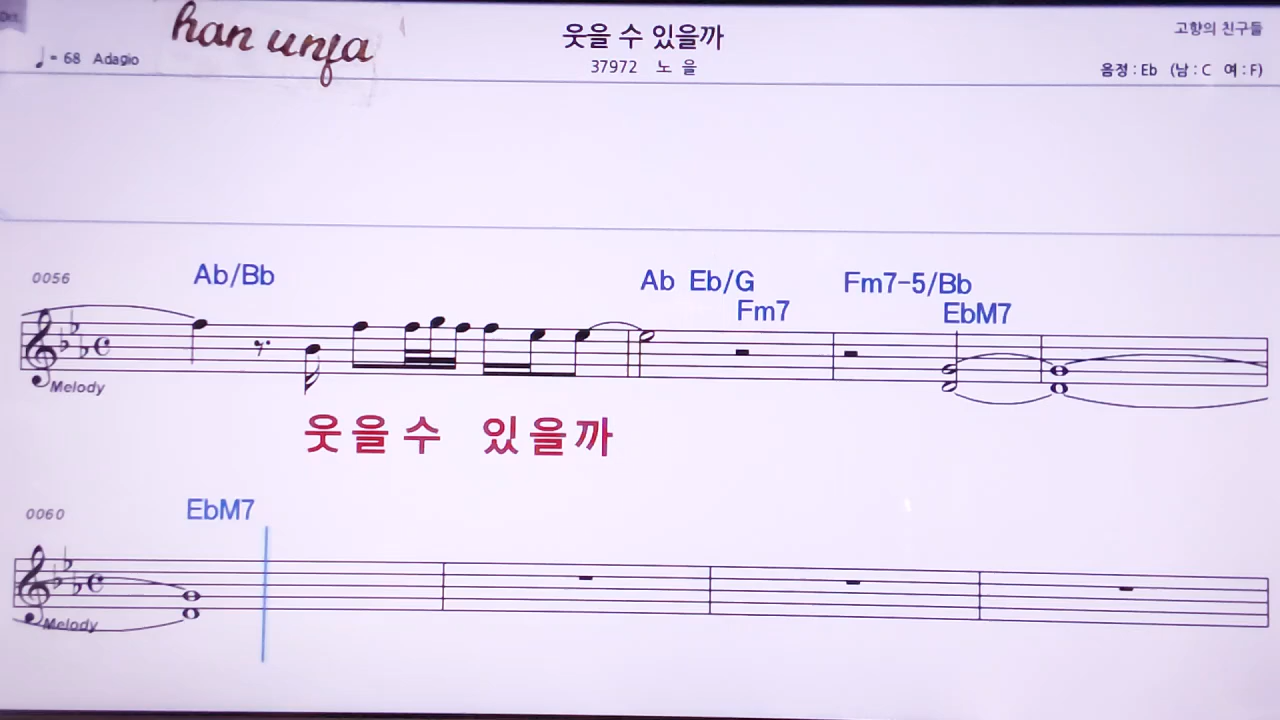 han unfa
웃을 수 있을까
고향의 친구들
♩= 68 Adagio
37972 노 을
음정 : Eb (남 : C 여 : F)
0056
Ab/Bb
Ab Eb/G
Fm7-5/Bb
Fm7
EbM7
Melody
웃을수 있을까
0060
EbM7
Melody